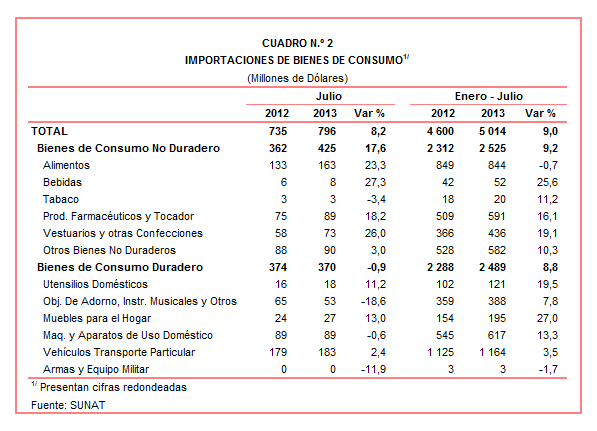 CUADRO N.º 2
IMPORTACIONES DE BIENES DE CONSUMO1/
(Millones de Dólares)
Julio Enero - Julio
2012 2013 Var % 2012 2013 Var %
TOTAL 735 796 8,2 4 600 5 014 9,0
Bienes de Consumo No Duradero 362 425 17,6 2 312 2 525 9,2
Alimentos 133 163 23,3 849 844 -0,7
Bebidas 6 8 27,3 42 52 25,6
Tabaco 3 3 -3,4 18 20 11,2
Prod. Farmacéuticos y Tocador 75 89 18,2 509 591 16,1
Vestuarios y otras Confecciones 58 73 26,0 366 436 19,1
Otros Bienes No Duraderos 88 90 3,0 528 582 10,3
Bienes de Consumo Duradero 374 370 -0,9 2 288 2 489 8,8
Utensilios Domésticos 16 18 11,2 102 121 19,5
Obj. De Adorno, Instr. Musicales y Otros 65 53 -18,6 359 388 7,8
Muebles para el Hogar 24 27 13,0 154 195 27,0
Maq. y Aparatos de Uso Doméstico 89 89 -0,6 545 617 13,3
Vehículos Transporte Particular 179 183 2,4 1 125 1 164 3,5
Armas y Equipo Militar 0 0 -11,9 3 3 -1,7
1/ Presentan cifras redondeadas
Fuente: SUNAT